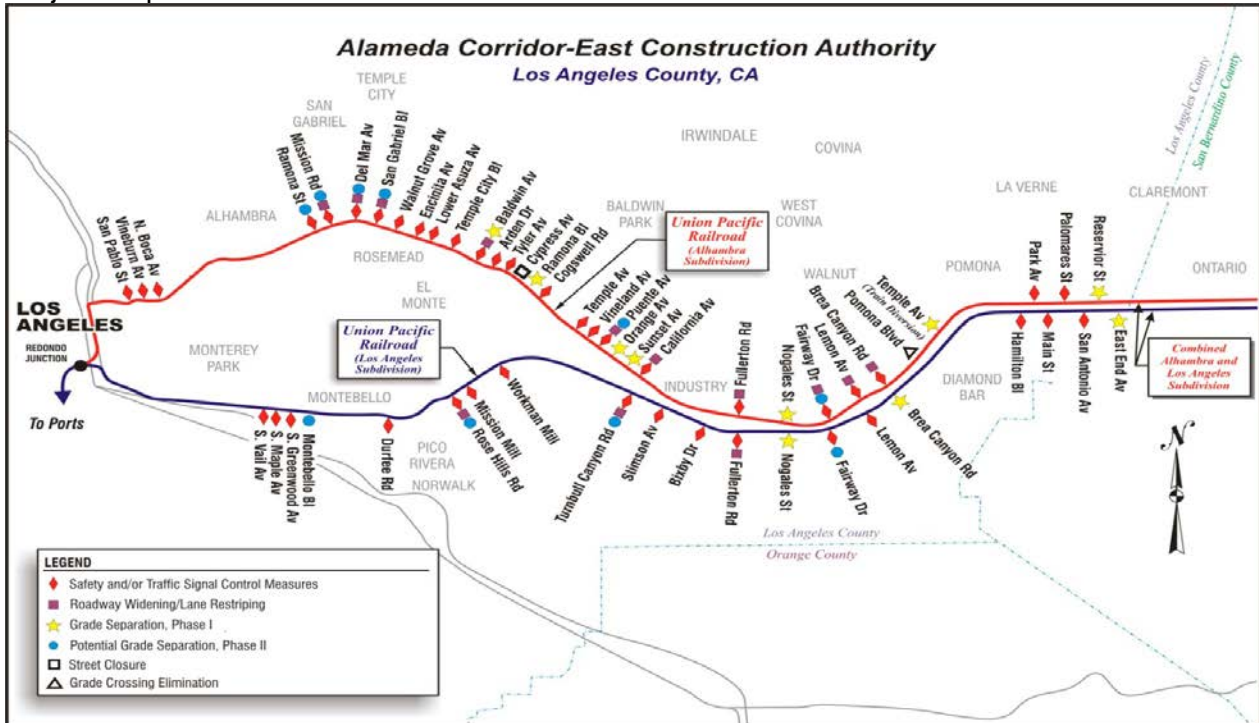 Alameda Corridor-East Construction Authority
Los Angeles County, CA
TEMPLE
CITY
SAN
GABRIEL
ALHAMBRA
ROSEMEAD
EL
MONTE
MONTEREY
PARK
MONTEBELLO
PICO
RIVERA
NORWALK
IRWINDALE
COVINA
BALDWIN
PARK
WEST
COVINA
INDUSTRY
WALNUT
DIAMOND
BAR
POMONA
LA VERNE
CLAREMONT
ONTARIO
Los Angeles County
San Bernardino County
LOS
ANGELES
REDONDO
JUNCTION
To Ports
San Pablo St
Vineburn Av
N. Boca Av
Ramona St
Mission Rd
Del Mar Av
San Gabriel Bl
Walnut Grove Av
Encinita Av
Lower Asuza Av
Temple City Bl
Baldwin Av
Arden Dr
Tyler Av
Cypress Av
Ramona Bl
Cogswell Rd
Union Pacific
Railroad
(Alhambra
Subdivision)
Temple Av
Vineland Av
Puente Av
Orange Av
Sunset Av
California Av
Fullerton Rd
Nogales St
Fairway Dr
Lemon Av
Brea Canyon Rd
Pomona Blvd
Temple Av
(Train Diversion)
Park Av
Palomares St
Reservior St
Union Pacific
Railroad
(Los Angeles
Subdivision)
S. Vail Av
S. Maple Av
S. Greenwood Av
Montebello Bl
Durfee Rd
Rose Hills Rd
Mission Mill
Workman Mill
Turnbull Canyon Rd
Stimson Av
Bixby Dr
Fullerton Rd
Nogales St
Fairway Dr
Lemon Av
Brea Canyon Rd
Hamilton Bl
Main St
San Antonio Av
East End Av
Combined
Alhambra and
Los Angeles
Subdivision
N
Los Angeles County
Orange County
LEGEND
Safety and/or Traffic Signal Control Measures
Roadway Widening/Lane Restriping
Grade Separation, Phase I
Potential Grade Separation, Phase II
Street Closure
Grade Crossing Elimination